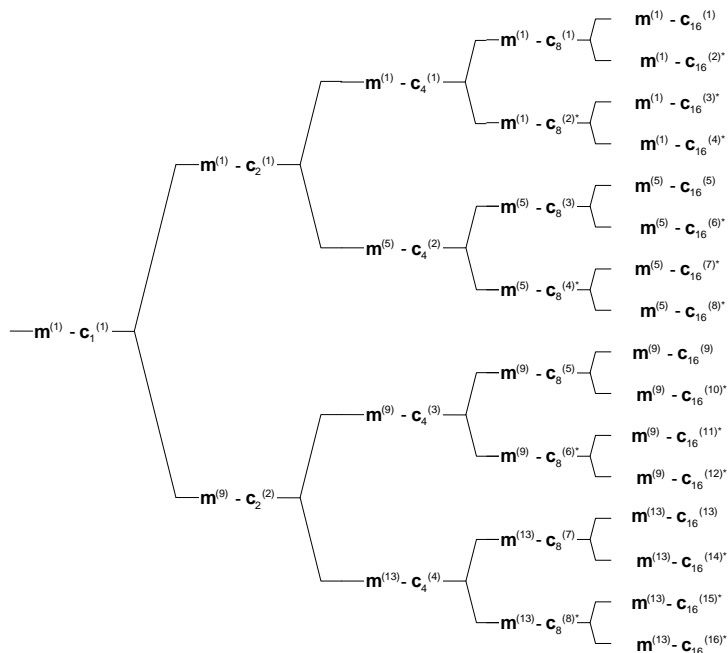 m(1) - c1(1)
m(1) - c2(1)
m(9) - c2(2)
m(1) - c4(1)
m(5) - c4(2)
m(9) - c4(3)
m(13) - c4(4)
m(1) - c8(1)
m(1) - c8(2)*
m(5) - c8(3)
m(5) - c8(4)*
m(9) - c8(5)
m(9) - c8(6)*
m(13) - c8(7)
m(13) - c8(8)*
m(1) - c16(1)
m(1) - c16(2)*
m(1) - c16(3)*
m(1) - c16(4)*
m(5) - c16(5)
m(5) - c16(6)*
m(5) - c16(7)*
m(5) - c16(8)*
m(9) - c16(9)
m(9) - c16(10)*
m(9) - c16(11)*
m(9) - c16(12)*
m(13) - c16(13)
m(13) - c16(14)*
m(13) - c16(15)*
m(13) - c16(16)*